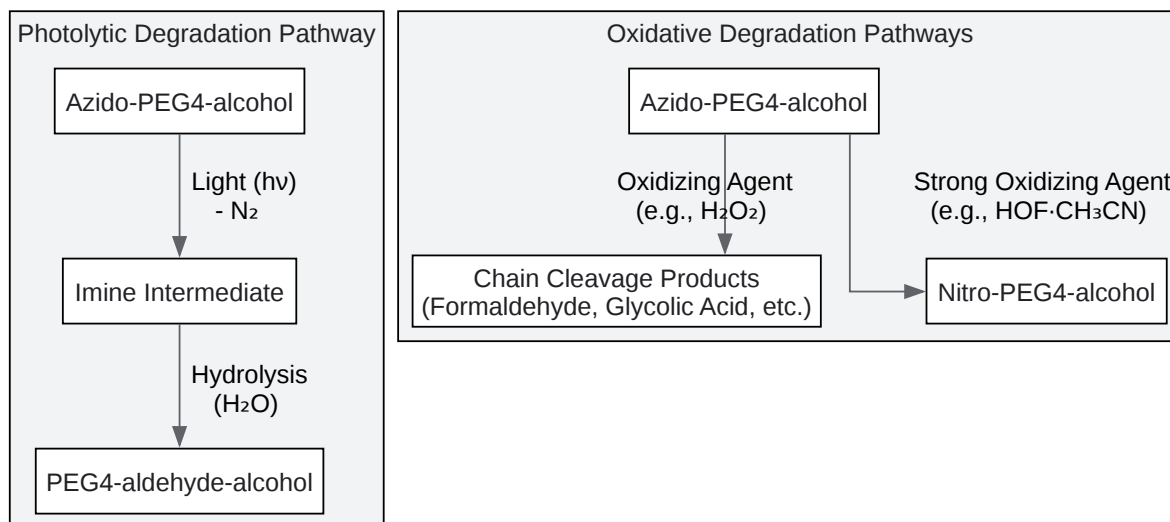 Photolytic Degradation Pathway
Azido-PEG4-alcohol
Light (hν)
- N₂
Imine Intermediate
Hydrolysis
(H₂O)
PEG4-aldehyde-alcohol
Oxidative Degradation Pathways
Azido-PEG4-alcohol
Oxidizing Agent
(e.g., H₂O₂)
Strong Oxidizing Agent
(e.g., HOF·CH₃CN)
Chain Cleavage Products
(Formaldehyde, Glycolic Acid, etc.)
Nitro-PEG4-alcohol